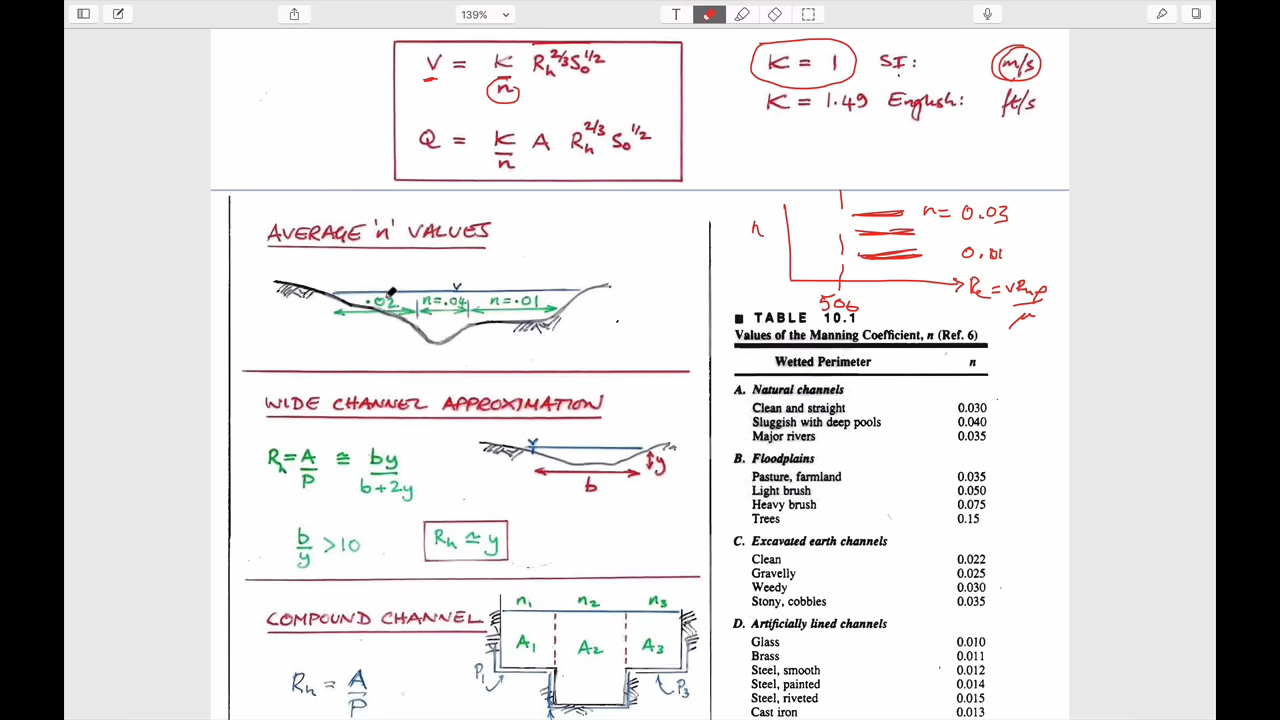 139%
T
V = K/n Rh^2/3 So^1/2
K = 1 SI: m/s
K = 1.49 English: ft/s
Q = K/n A Rh^2/3 So^1/2
AVERAGE 'n' VALUES
.02 n=.04 n=.01
n
n= 0.03
0.01
500
Re = VRhρ/μ
WIDE CHANNEL APPROXIMATION
Rh = A/P ≅ by/b+2y
b
y
b/y >10
Rh ≅ y
COMPOUND CHANNEL
n1 n2 n3
A1 A2 A3
P1 P3
Rh = A/P
■ TABLE 10.1
Values of the Manning Coefficient, n (Ref. 6)
Wetted Perimeter n
A. Natural channels
Clean and straight 0.030
Sluggish with deep pools 0.040
Major rivers 0.035
B. Floodplains
Pasture, farmland 0.035
Light brush 0.050
Heavy brush 0.075
Trees 0.15
C. Excavated earth channels
Clean 0.022
Gravelly 0.025
Weedy 0.030
Stony, cobbles 0.035
D. Artificially lined channels
Glass 0.010
Brass 0.011
Steel, smooth 0.012
Steel, painted 0.014
Steel, riveted 0.015
Cast iron 0.013